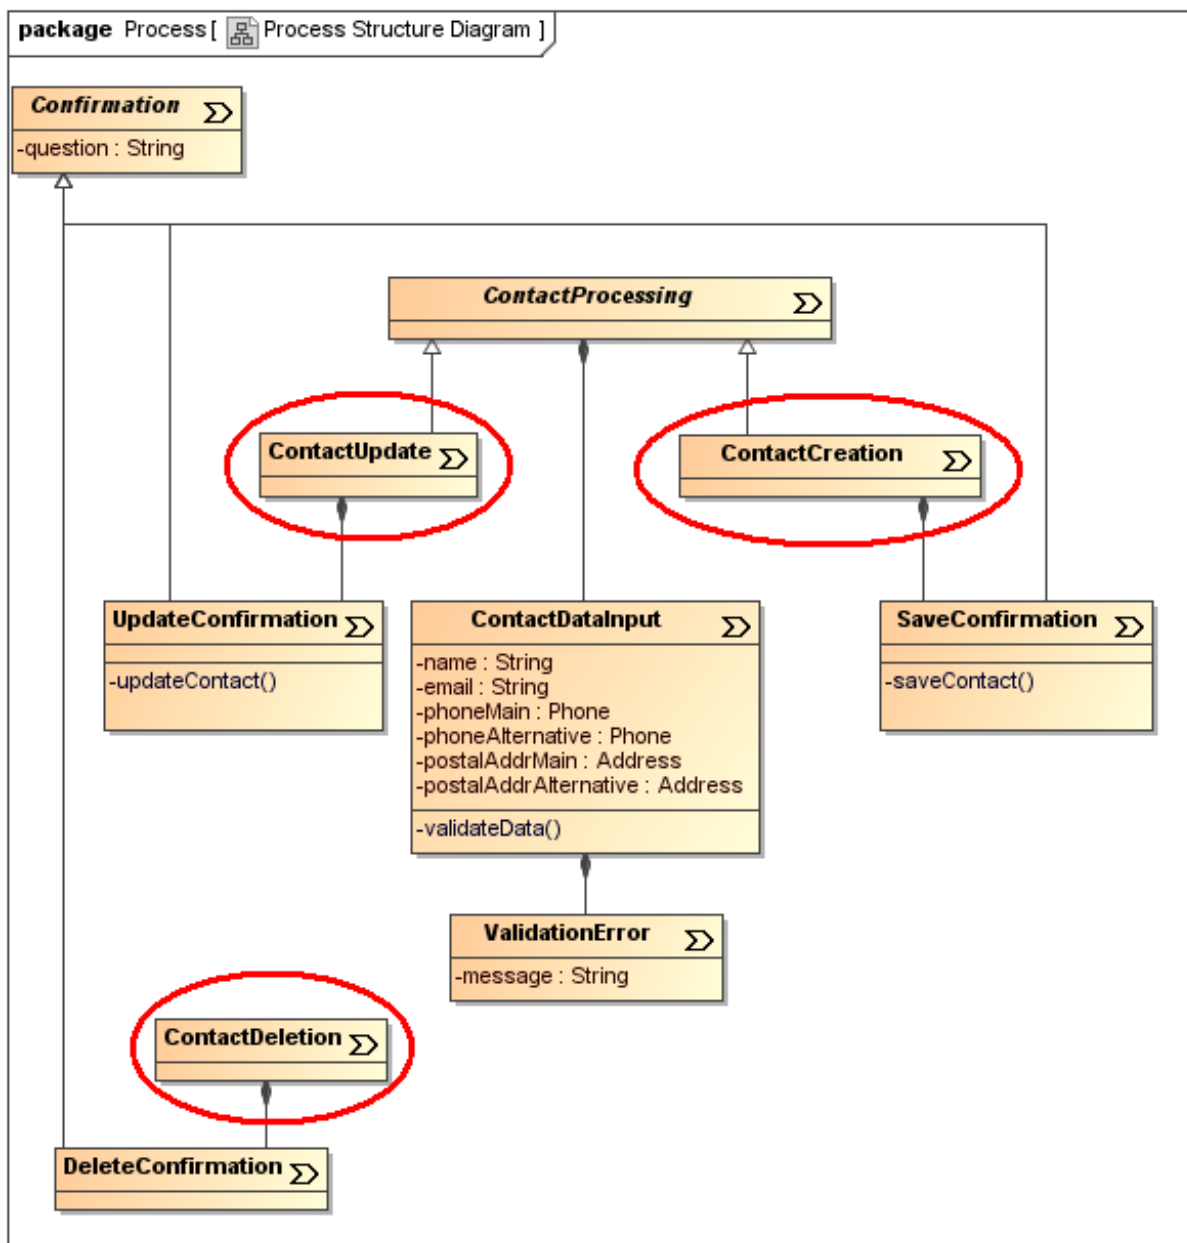 package Process [ Process Structure Diagram ]
Confirmation
-question : String
ContactProcessing
ContactUpdate
ContactCreation
UpdateConfirmation
-updateContact()
ContactDataInput
-name : String
-email : String
-phoneMain : Phone
-phoneAlternative : Phone
-postalAddrMain : Address
-postalAddrAlternative : Address
-validateData()
SaveConfirmation
-saveContact()
ValidationError
-message : String
ContactDeletion
DeleteConfirmation